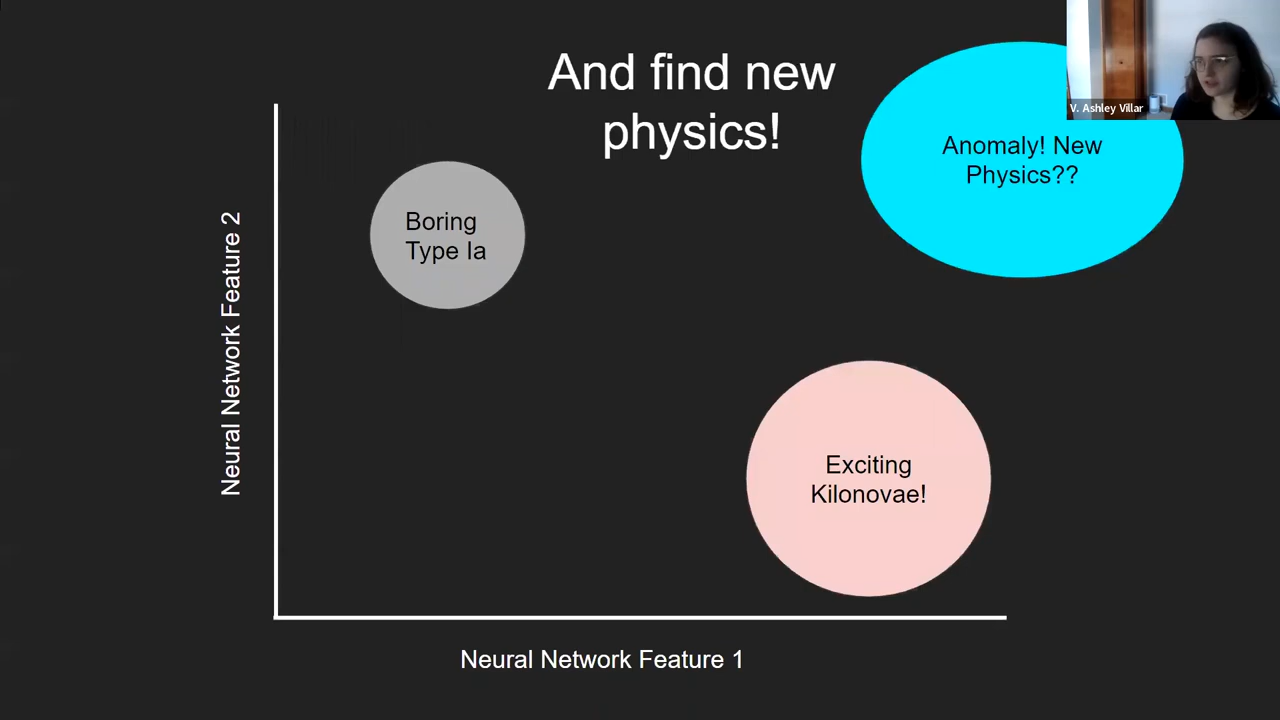 And find new
physics!
V. Ashley Villar
Anomaly! New
Physics??
Boring
Type Ia
Neural Network Feature 2
Exciting
Kilonovae!
Neural Network Feature 1